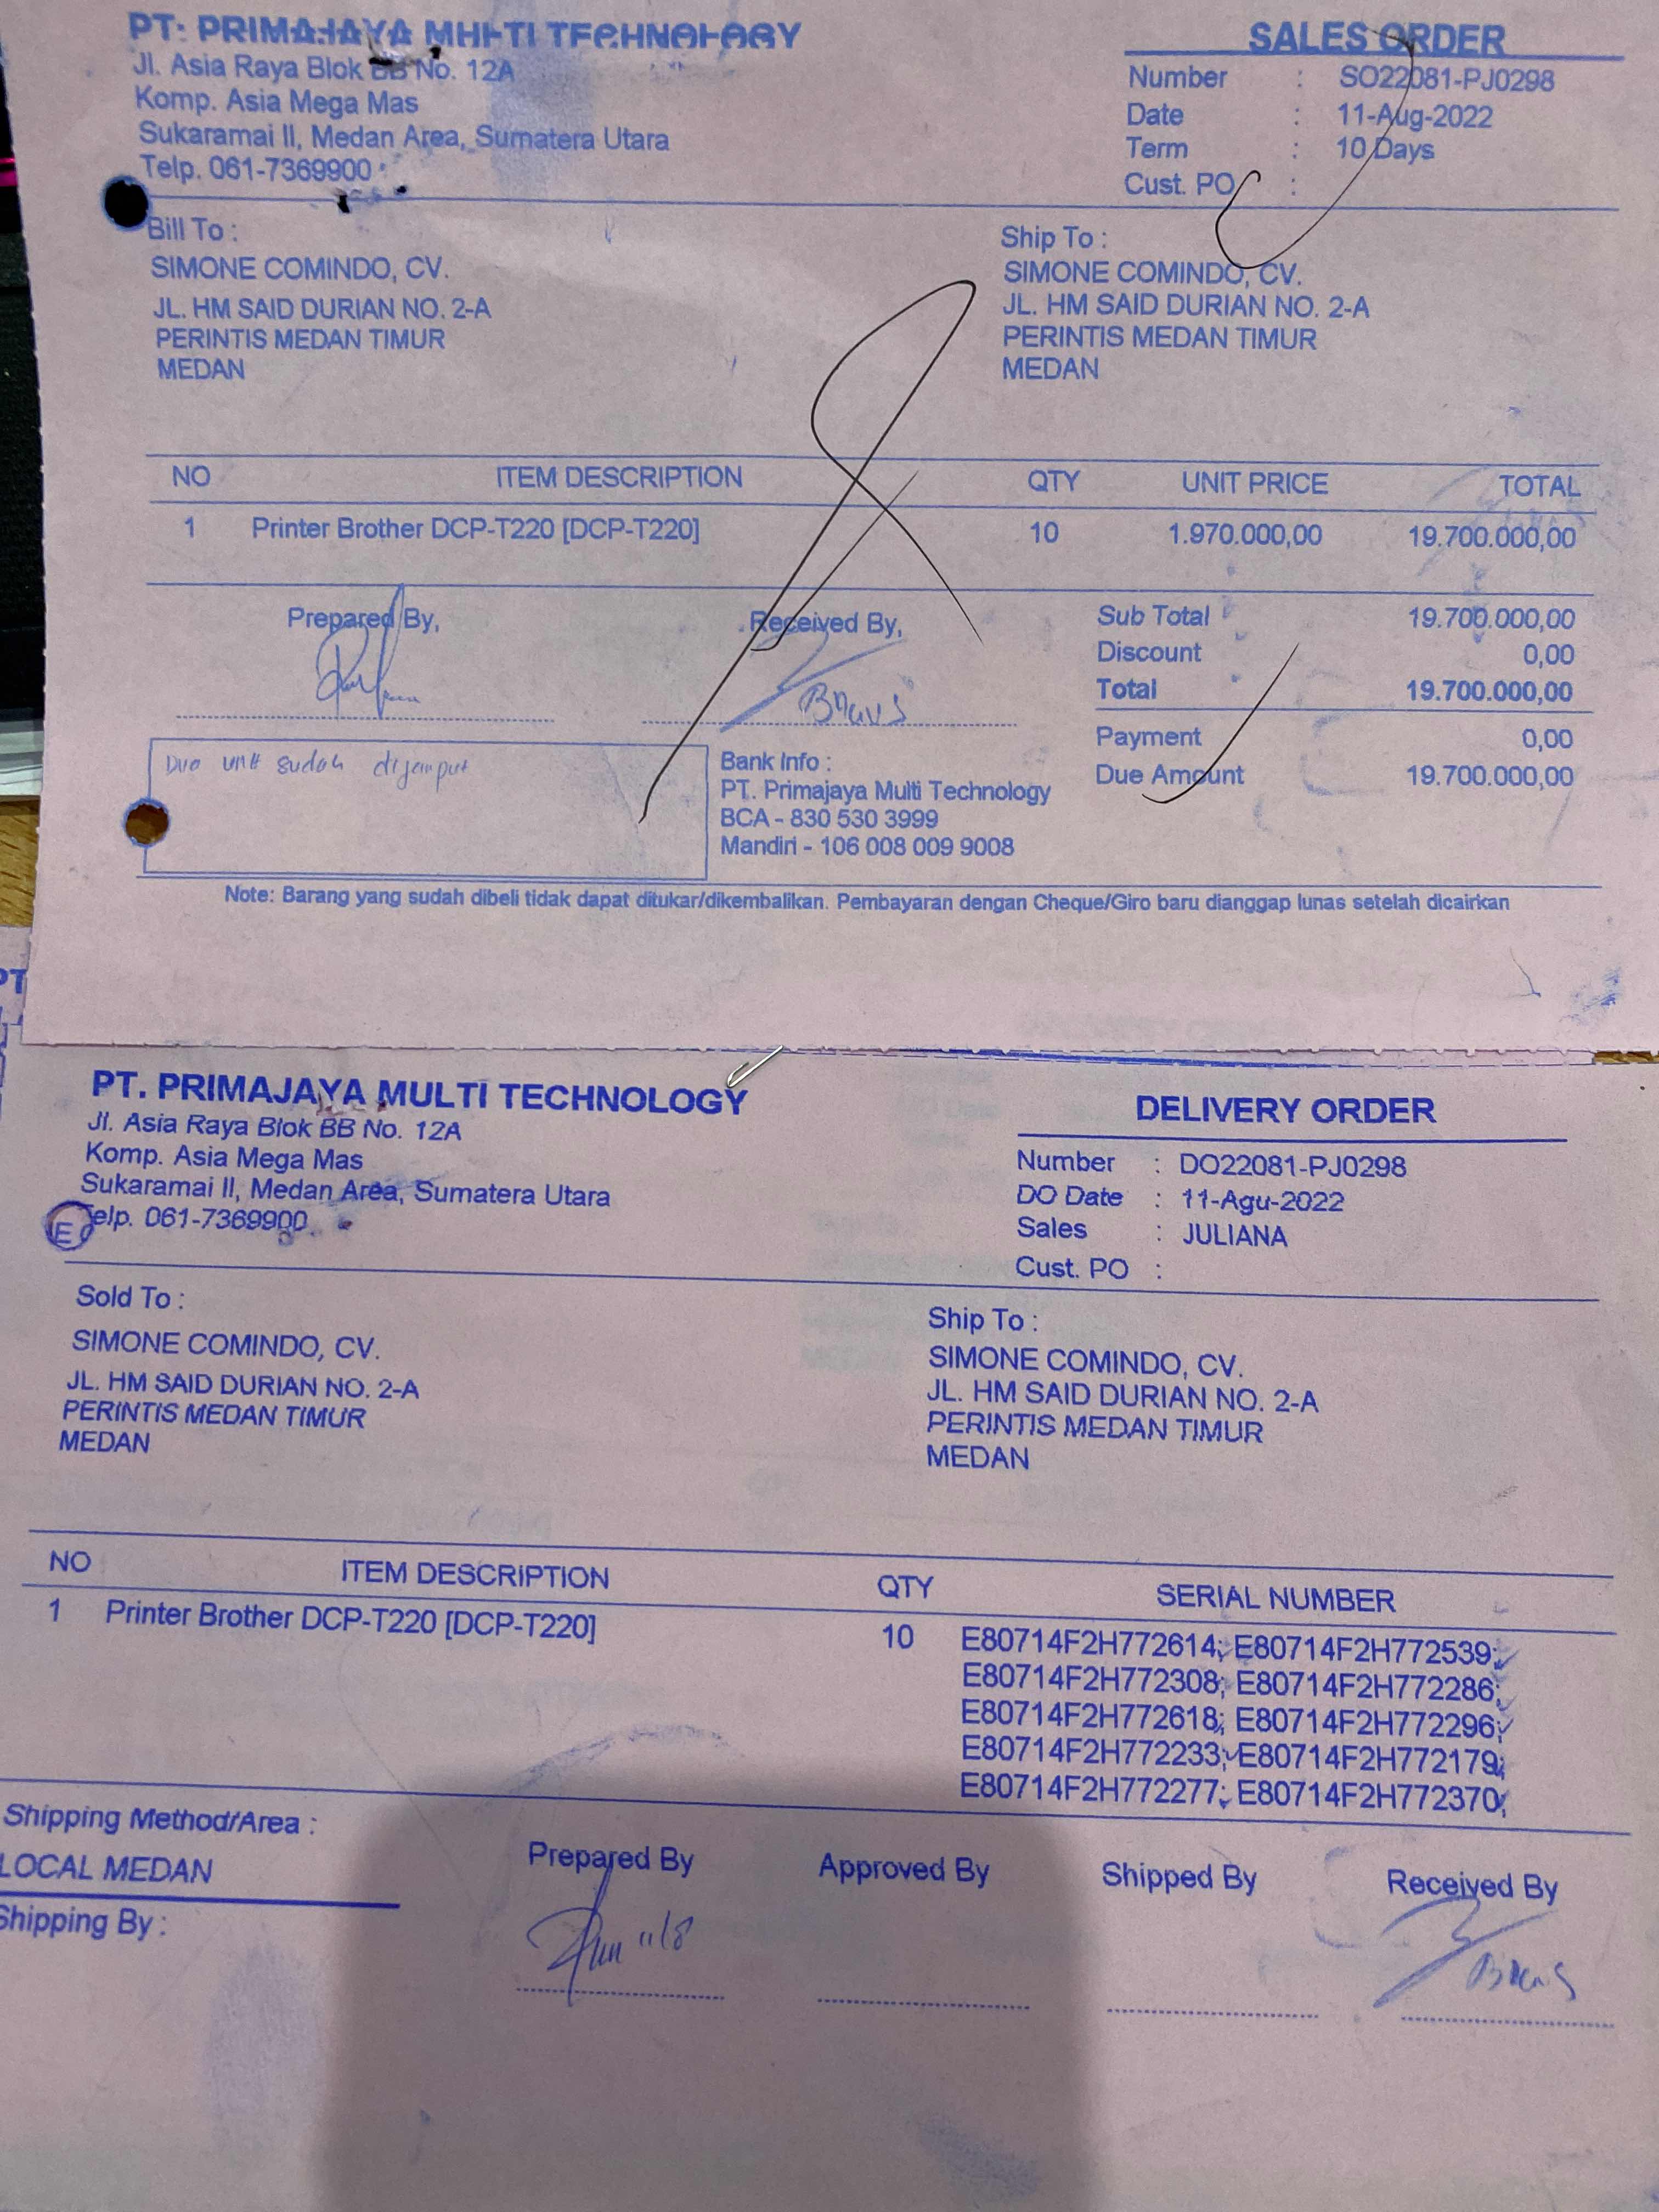 PT. PRIMAJAYA MULTI TECHNOLOGY
Jl. Asia Raya Blok BB No. 12A
Komp. Asia Mega Mas
Sukaramai II, Medan Area, Sumatera Utara
Telp. 061-7369900
SALES ORDER
Number : SO22081-PJ0298
Date : 11-Aug-2022
Term : 10 Days
Cust. PO :
Bill To :
SIMONE COMINDO, CV.
JL. HM SAID DURIAN NO. 2-A
PERINTIS MEDAN TIMUR
MEDAN
Ship To :
SIMONE COMINDO, CV.
JL. HM SAID DURIAN NO. 2-A
PERINTIS MEDAN TIMUR
MEDAN
NO ITEM DESCRIPTION QTY UNIT PRICE TOTAL
1 Printer Brother DCP-T220 [DCP-T220] 10 1.970.000,00 19.700.000,00
Prepared By,
Received By,
Sub Total 19.700.000,00
Discount 0,00
Total 19.700.000,00
Payment 0,00
Due Amount 19.700.000,00
Dua unit sudah dijemput
Bank Info :
PT. Primajaya Multi Technology
BCA - 830 530 3999
Mandiri - 106 008 009 9008
Note: Barang yang sudah dibeli tidak dapat ditukar/dikembalikan. Pembayaran dengan Cheque/Giro baru dianggap lunas setelah dicairkan
PT
PT. PRIMAJAYA MULTI TECHNOLOGY
Jl. Asia Raya Blok BB No. 12A
Komp. Asia Mega Mas
Sukaramai II, Medan Area, Sumatera Utara
Telp. 061-7369900
E
DELIVERY ORDER
Number : DO22081-PJ0298
DO Date : 11-Agu-2022
Sales : JULIANA
Cust. PO :
Sold To :
SIMONE COMINDO, CV.
JL. HM SAID DURIAN NO. 2-A
PERINTIS MEDAN TIMUR
MEDAN
Ship To :
SIMONE COMINDO, CV.
JL. HM SAID DURIAN NO. 2-A
PERINTIS MEDAN TIMUR
MEDAN
NO ITEM DESCRIPTION QTY SERIAL NUMBER
1 Printer Brother DCP-T220 [DCP-T220] 10 E80714F2H772614; E80714F2H772539;
E80714F2H772308; E80714F2H772286;
E80714F2H772618; E80714F2H772296;
E80714F2H772233; E80714F2H772179;
E80714F2H772277; E80714F2H772370;
Shipping Method/Area :
LOCAL MEDAN
Shipping By :
Prepared By
Approved By
Shipped By
Received By
11/8